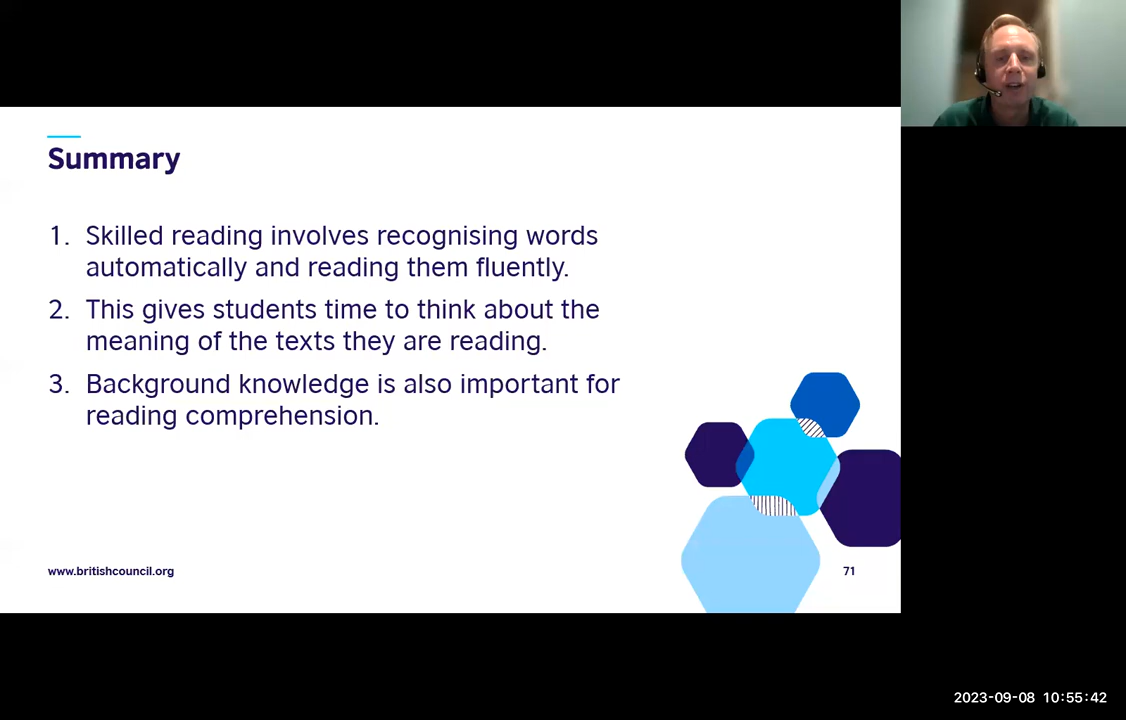 Summary
1. Skilled reading involves recognising words
automatically and reading them fluently.
2. This gives students time to think about the
meaning of the texts they are reading.
3. Background knowledge is also important for
reading comprehension.
www.britishcouncil.org
71
2023-09-08 10:55:42